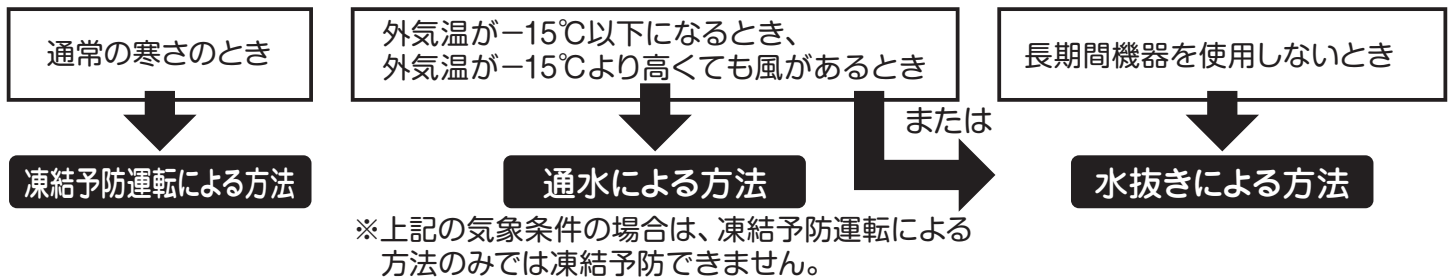 通常の寒さのとき
外気温が－15℃以下になるとき、
外気温が－15℃より高くても風があるとき
長期間機器を使用しないとき
または
凍結予防運転による方法
通水による方法
水抜きによる方法
※上記の気象条件の場合は、凍結予防運転による
方法のみでは凍結予防できません。